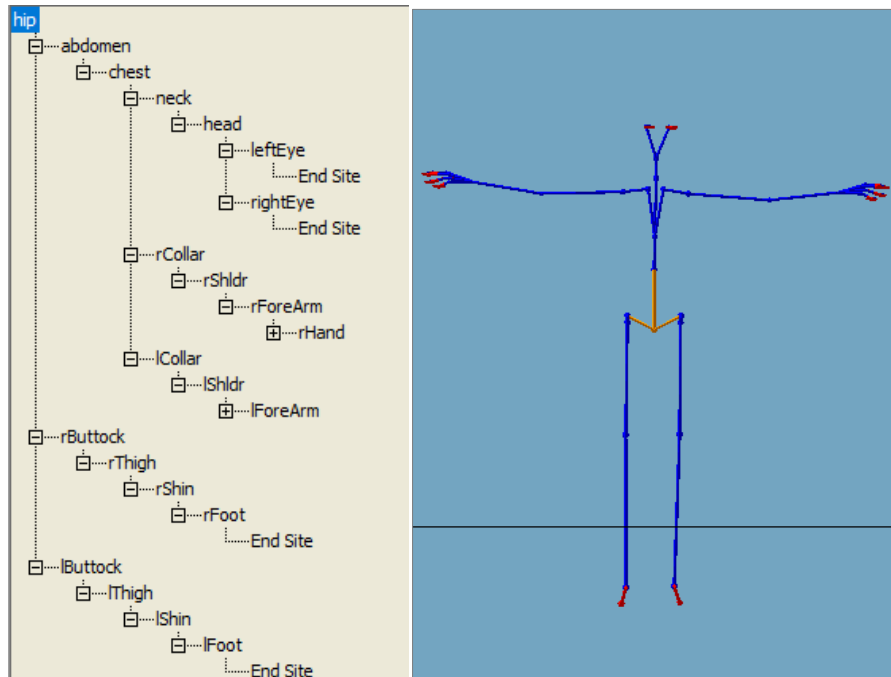 hip
abdomen
chest
neck
head
leftEye
End Site
rightEye
End Site
rCollar
rShldr
rForeArm
rHand
lCollar
lShldr
lForeArm
rButtock
rThigh
rShin
rFoot
End Site
lButtock
lThigh
lShin
lFoot
End Site